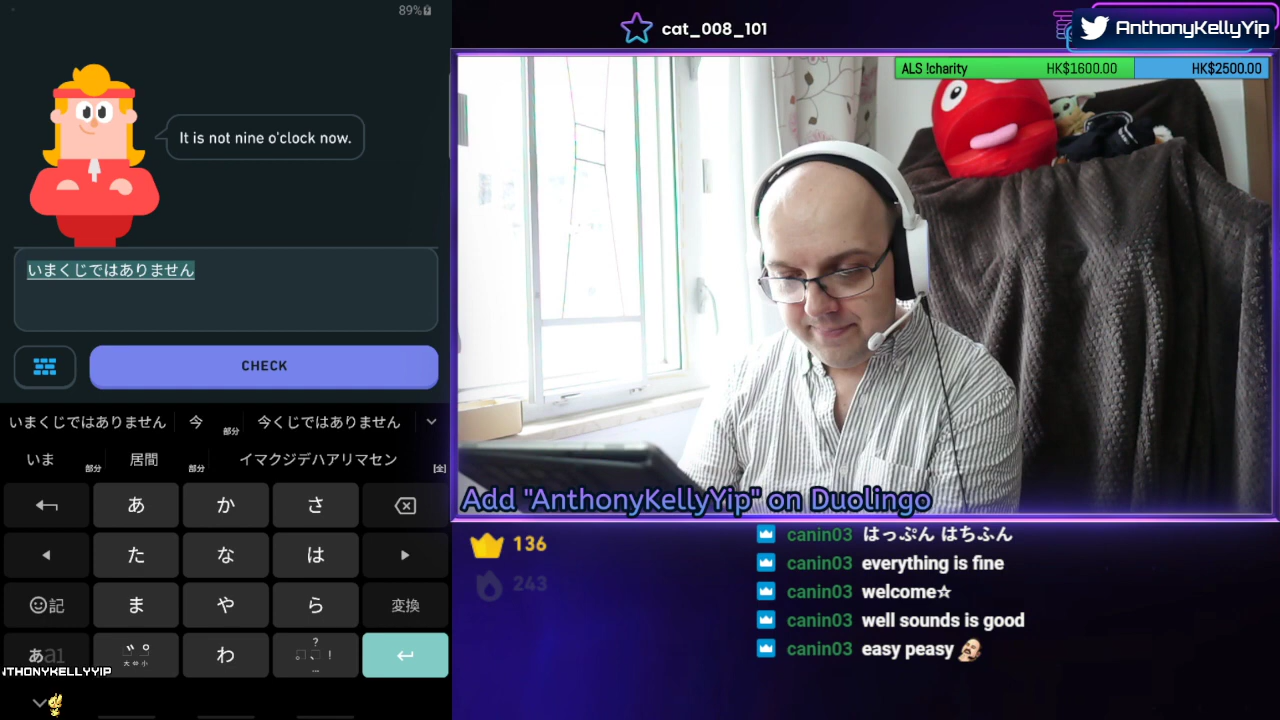 89%
It is not nine o'clock now.
いまくじではありません
CHECK
いまくじではありません 今 部分 今くじではありません
いま 部分 居間 部分 イマクジデハアリマセン [全]
あ か さ
た な は
ま や ら 変換
記
あa1 大⇔小 わ 。?、! …
NTHONYKELLYYIP
cat_008_101
AnthonyKellyYip
ALS !charity HK$1600.00 HK$2500.00
Add "AnthonyKellyYip" on Duolingo
136
243
canin03 はっぷん はちふん
canin03 everything is fine
canin03 welcome☆
canin03 well sounds is good
canin03 easy peasy